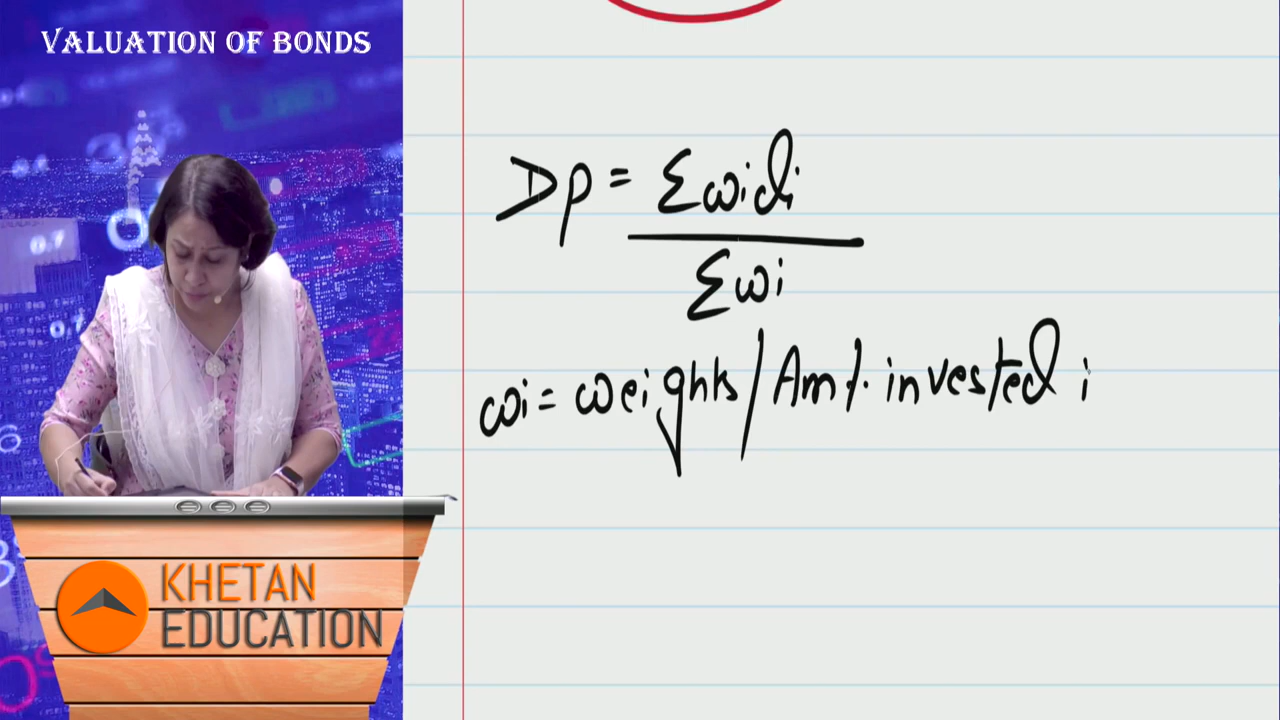 VALUATION OF BONDS
Dp = Σwidi
Σwi
wi = weights / Amt. invested i
KHETAN
EDUCATION